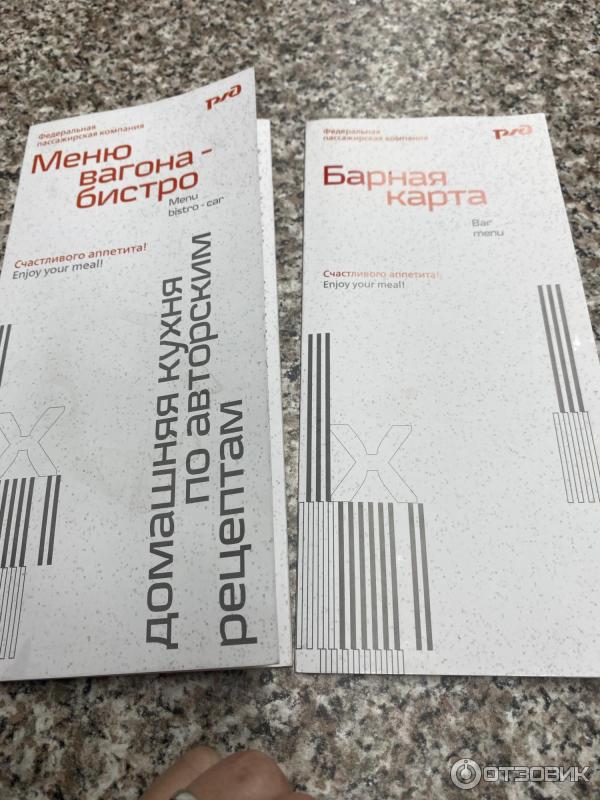 Федеральная
пассажирская компания
РЖД
Меню
вагона -
бистро
Menu
bistro - car
Счастливого аппетита!
Enjoy your meal!
домашняя кухня
по авторским
рецептам
Федеральная
пассажирская компания
РЖД
Барная
карта
Bar
menu
Счастливого аппетита!
Enjoy your meal!
ОТЗОВИК